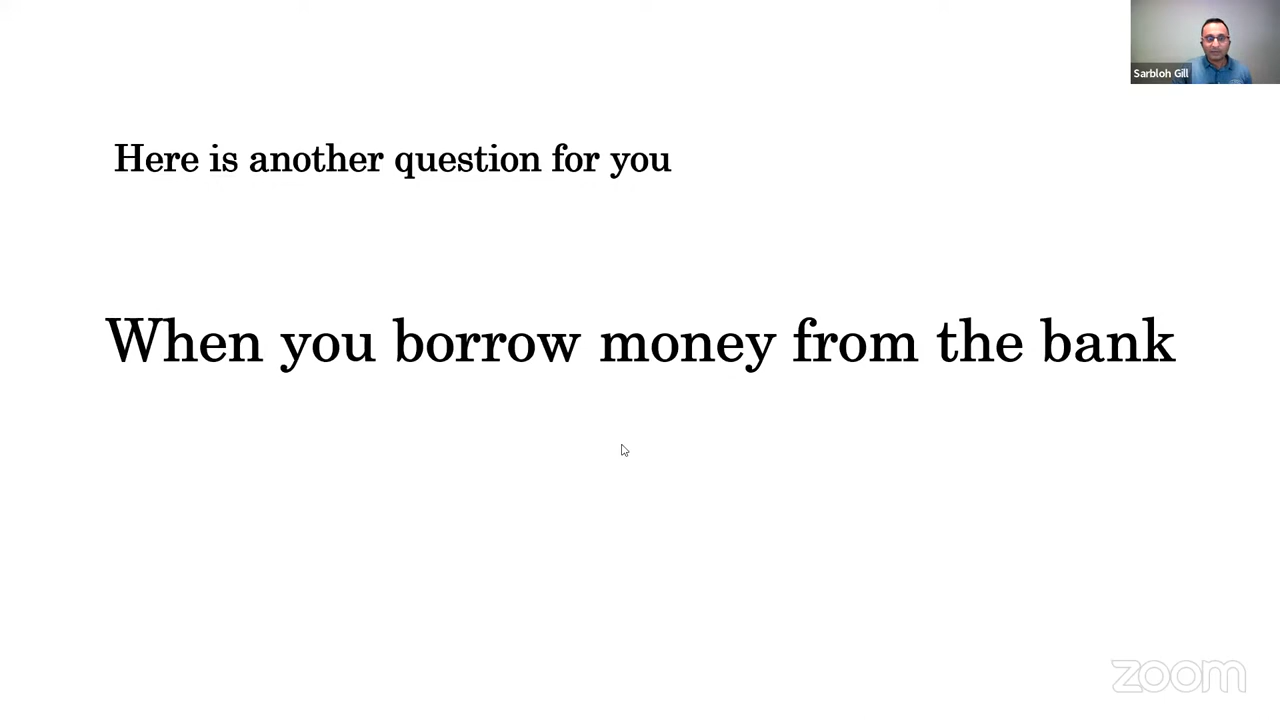 Sarbloh Gill
Here is another question for you
When you borrow money from the bank
zoom